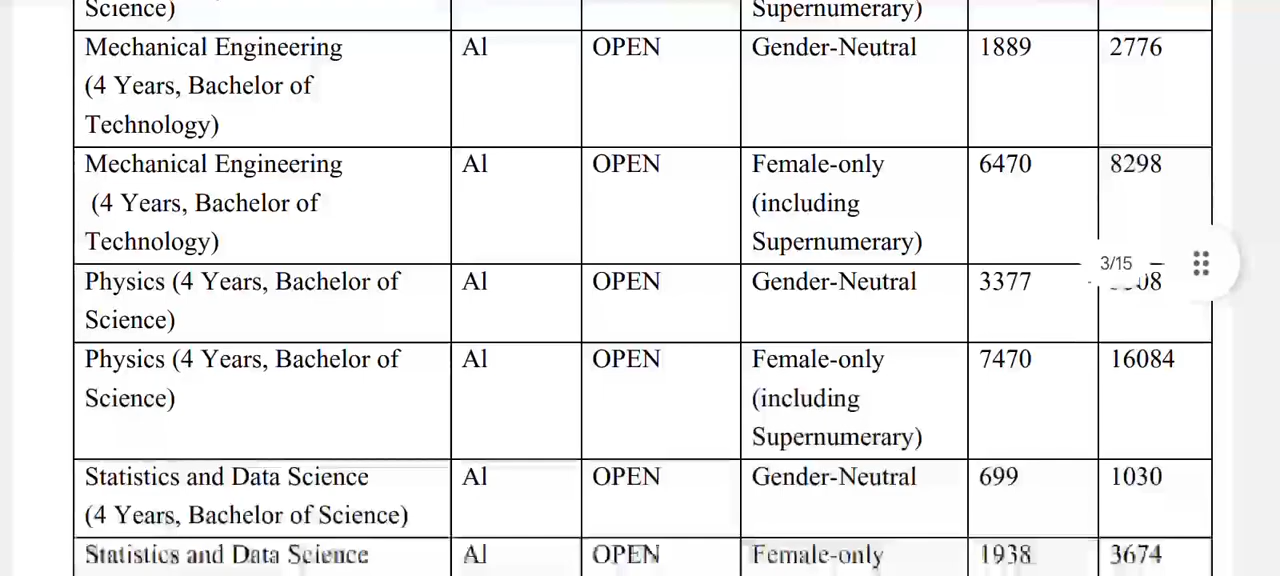 Science) Supernumerary)
Mechanical Engineering Al OPEN Gender-Neutral 1889 2776
(4 Years, Bachelor of
Technology)
Mechanical Engineering Al OPEN Female-only 6470 8298
(4 Years, Bachelor of (including
Technology) Supernumerary)
3/15
Physics (4 Years, Bachelor of Al OPEN Gender-Neutral 3377
Science)
Physics (4 Years, Bachelor of Al OPEN Female-only 7470 16084
Science) (including
Supernumerary)
Statistics and Data Science Al OPEN Gender-Neutral 699 1030
(4 Years, Bachelor of Science)
Statistics and Data Science Al OPEN Female-only 1938 3674